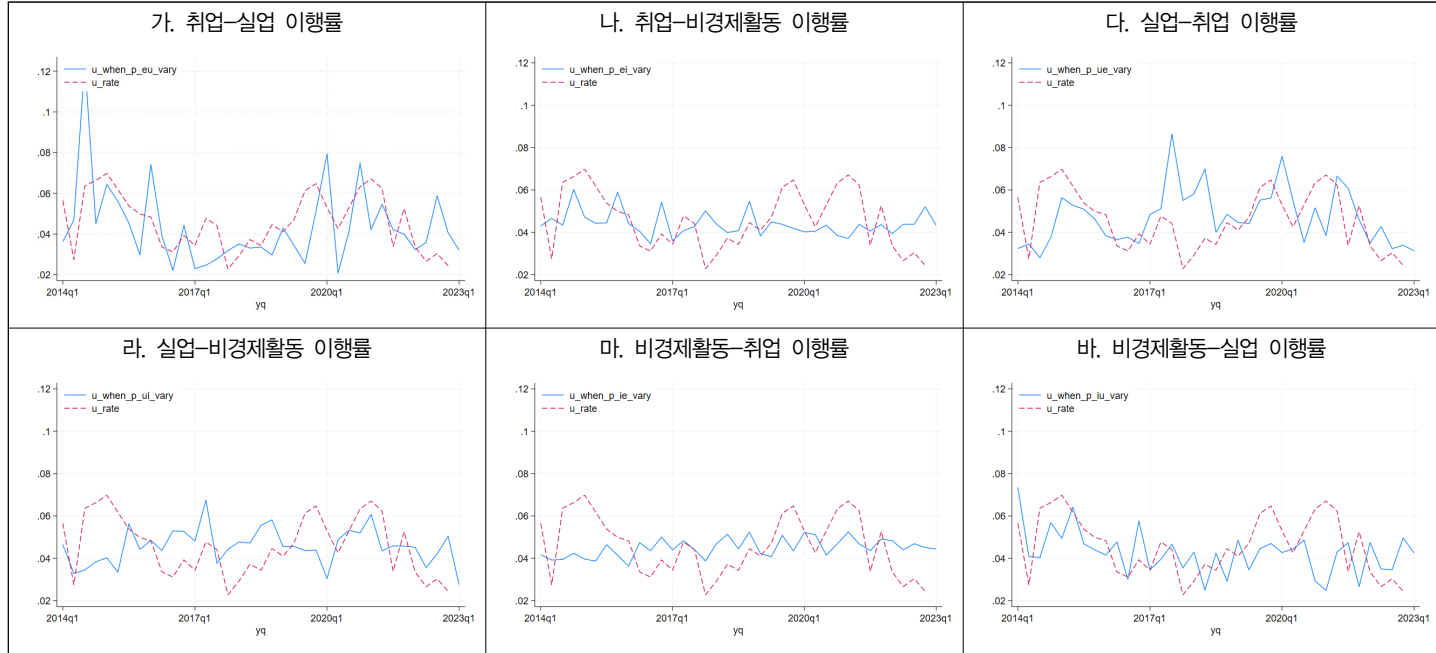 가. 취업–실업 이행률
u_when_p_eu_vary
u_rate
.12
.1
.08
.06
.04
.02
2014q1 2017q1 2020q1 2023q1
yq
나. 취업–비경제활동 이행률
u_when_p_ei_vary
u_rate
.12
.1
.08
.06
.04
.02
2014q1 2017q1 2020q1 2023q1
yq
다. 실업–취업 이행률
u_when_p_ue_vary
u_rate
.12
.1
.08
.06
.04
.02
2014q1 2017q1 2020q1 2023q1
yq
라. 실업–비경제활동 이행률
u_when_p_ui_vary
u_rate
.12
.1
.08
.06
.04
.02
2014q1 2017q1 2020q1 2023q1
yq
마. 비경제활동–취업 이행률
u_when_p_ie_vary
u_rate
.12
.1
.08
.06
.04
.02
2014q1 2017q1 2020q1 2023q1
yq
바. 비경제활동–실업 이행률
u_when_p_iu_vary
u_rate
.12
.1
.08
.06
.04
.02
2014q1 2017q1 2020q1 2023q1
yq